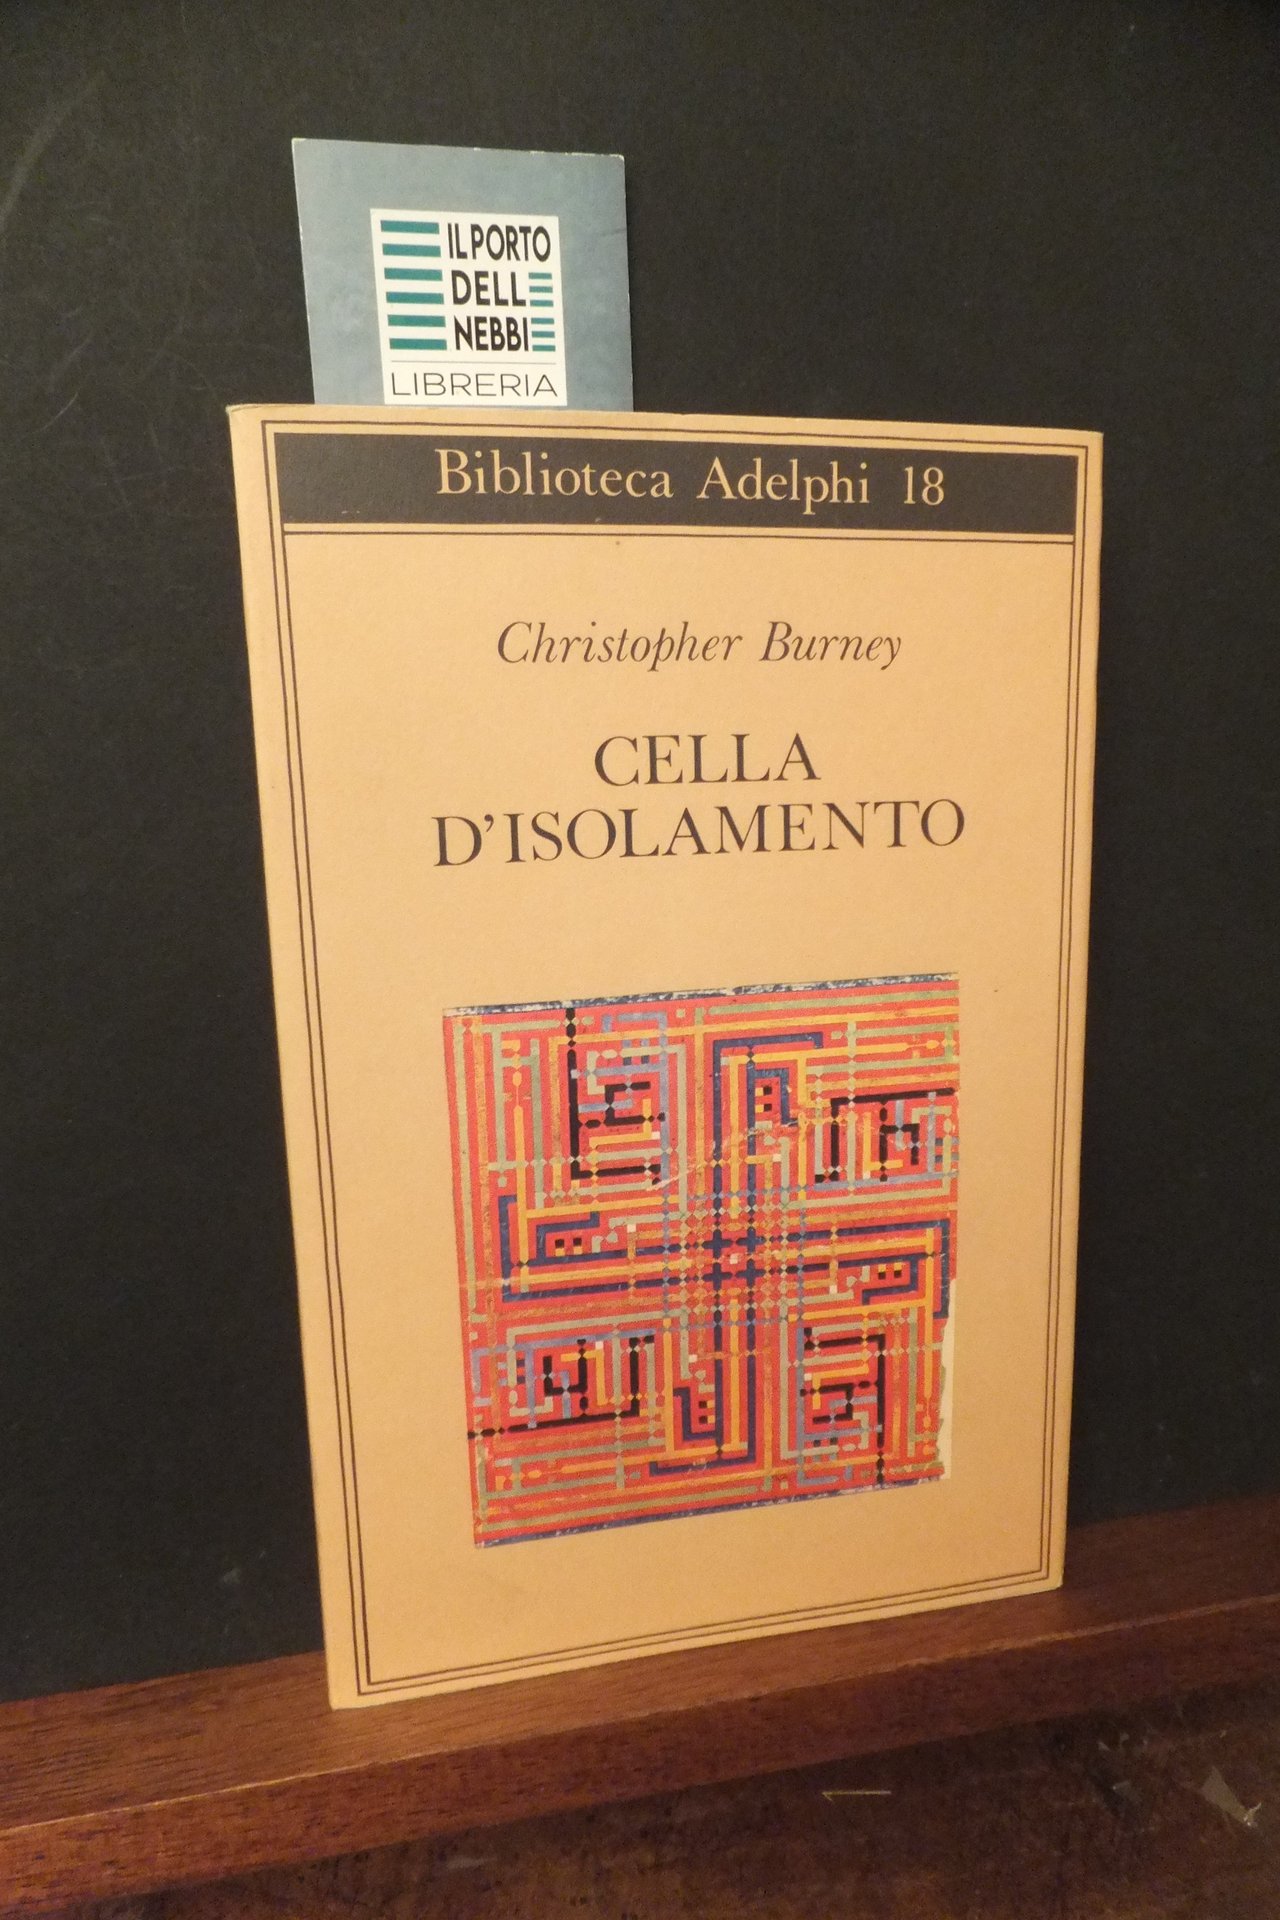 IL PORTO
DELL
NEBBI
LIBRERIA
Biblioteca Adelphi 18
Christopher Burney
CELLA
D’ISOLAMENTO